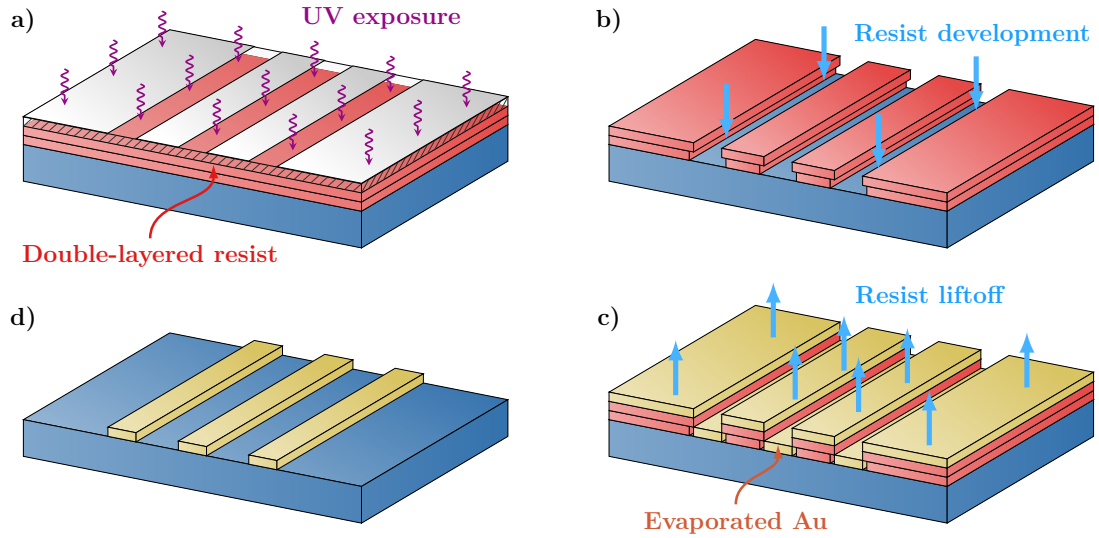 a)
UV exposure
Double-layered resist
b)
Resist development
d)
c)
Resist liftoff
Evaporated Au